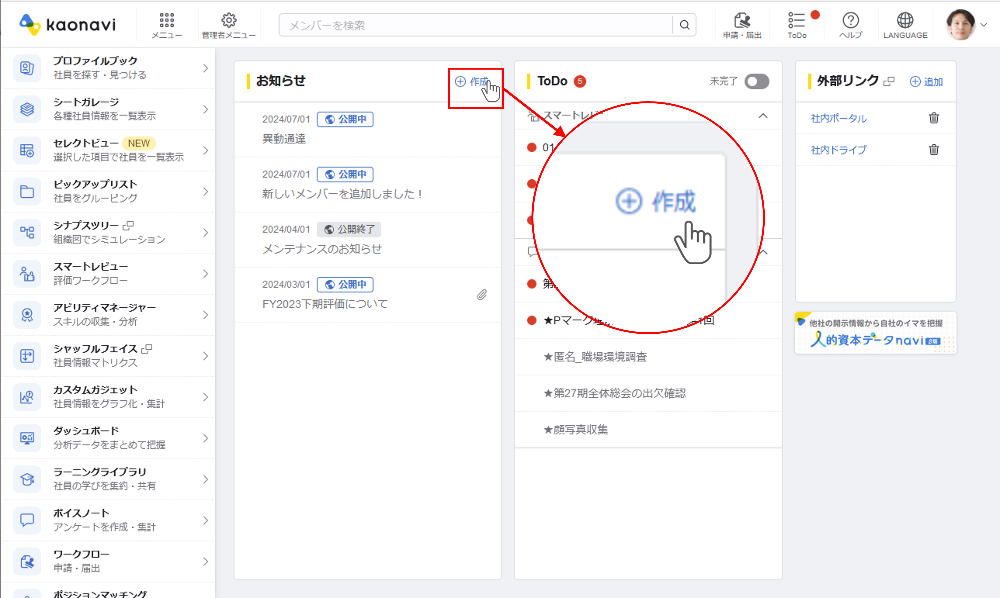 kaonavi
メニュー
管理者メニュー
メンバーを検索
申請・届出
ToDo
ヘルプ
LANGUAGE
プロファイルブック
社員を探す・見つける
シートガレージ
各種社員情報を一覧表示
セレクトビュー NEW
選択した項目で社員を一覧表示
ピックアップリスト
社員をグルーピング
シナプスツリー
組織図でシミュレーション
スマートレビュー
評価ワークフロー
アビリティマネージャー
スキルの収集・分析
シャッフルフェイス
社員情報マトリクス
カスタムガジェット
社員情報をグラフ化・集計
ダッシュボード
分析データをまとめて把握
ラーニングライブラリ
社員の学びを集約・共有
ボイスノート
アンケートを作成・集計
ワークフロー
申請・届出
ポジションマッチング
お知らせ
作成
2024/07/01 公開中
異動通達
2024/07/01 公開中
新しいメンバーを追加しました！
2024/04/01 公開終了
メンテナンスのお知らせ
2024/03/01 公開中
FY2023下期評価について
ToDo 5
未完了
スマートレビ
01
作成
第
★Pマーク
回
★匿名_職場環境調査
★第27期全体総会の出欠確認
★顔写真収集
外部リンク
追加
社内ポータル
社内ドライブ
他社の開示情報から自社のイマを把握
人的資本データnavi β版